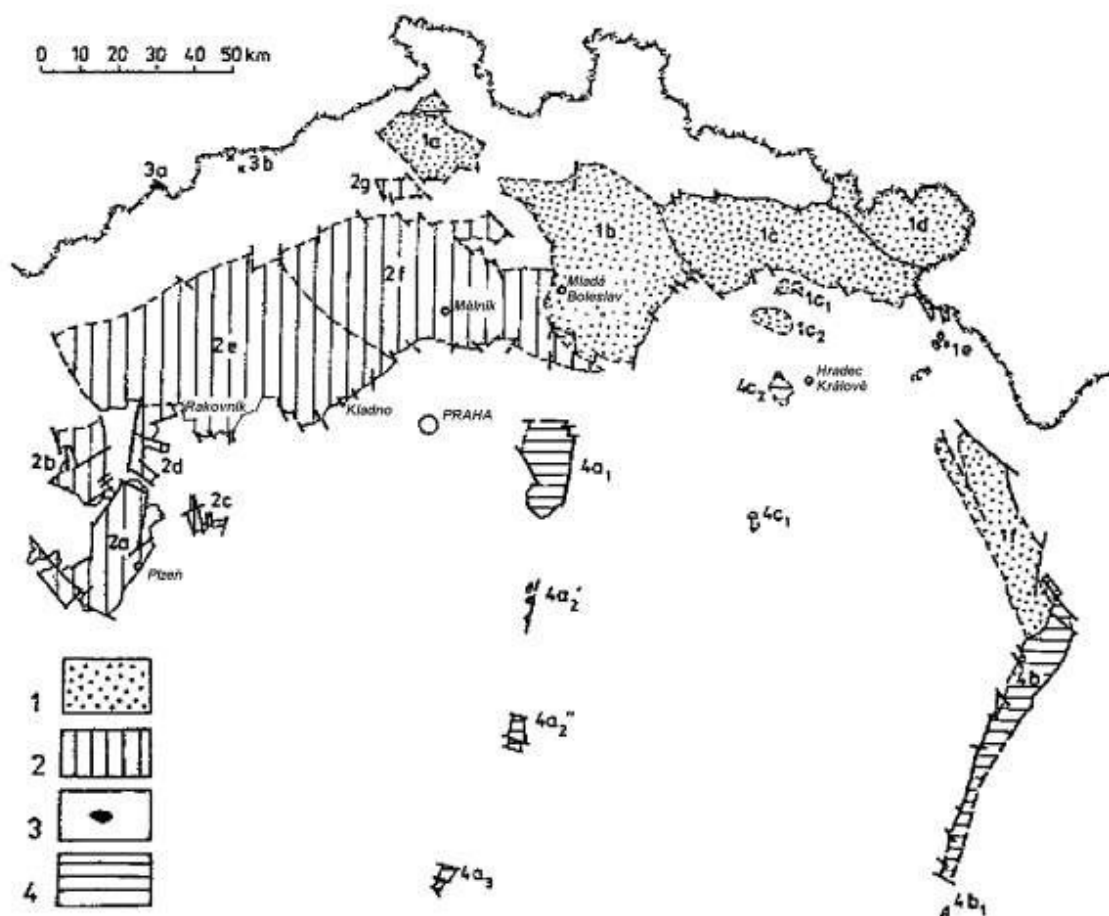 0 10 20 30 40 50 km
1a
3b
3a
2g
1b
1c
1d
2f
Mladá
Boleslav
1c1
Mělník
1c2
2e
1e
Hradec
Králové
4c2
Rakovník
Kladno
PRAHA
2b
2d
4a1
2c
4c1
1f
2a
Plzeň
4a2'
1
4b
4a2"
2
3
4a3
4
4b1